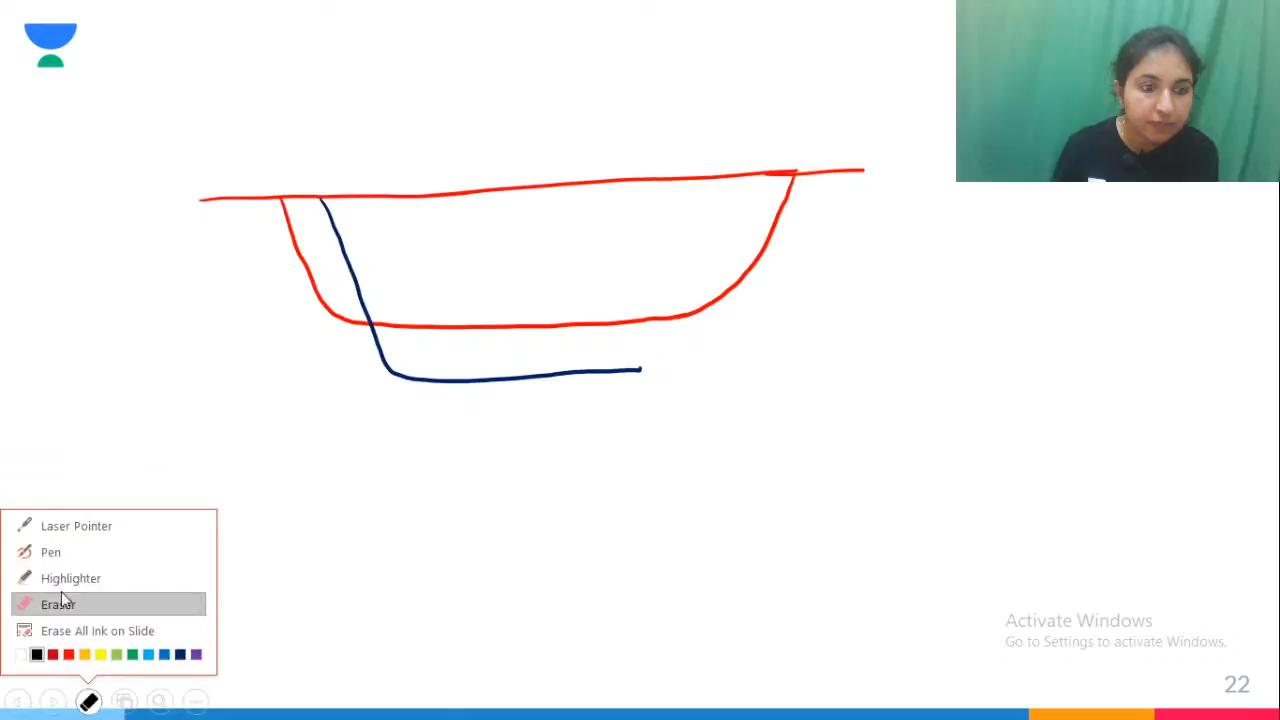 Laser Pointer
Pen
Highlighter
Eraser
Erase All Ink on Slide
Activate Windows
Go to Settings to activate Windows.
22